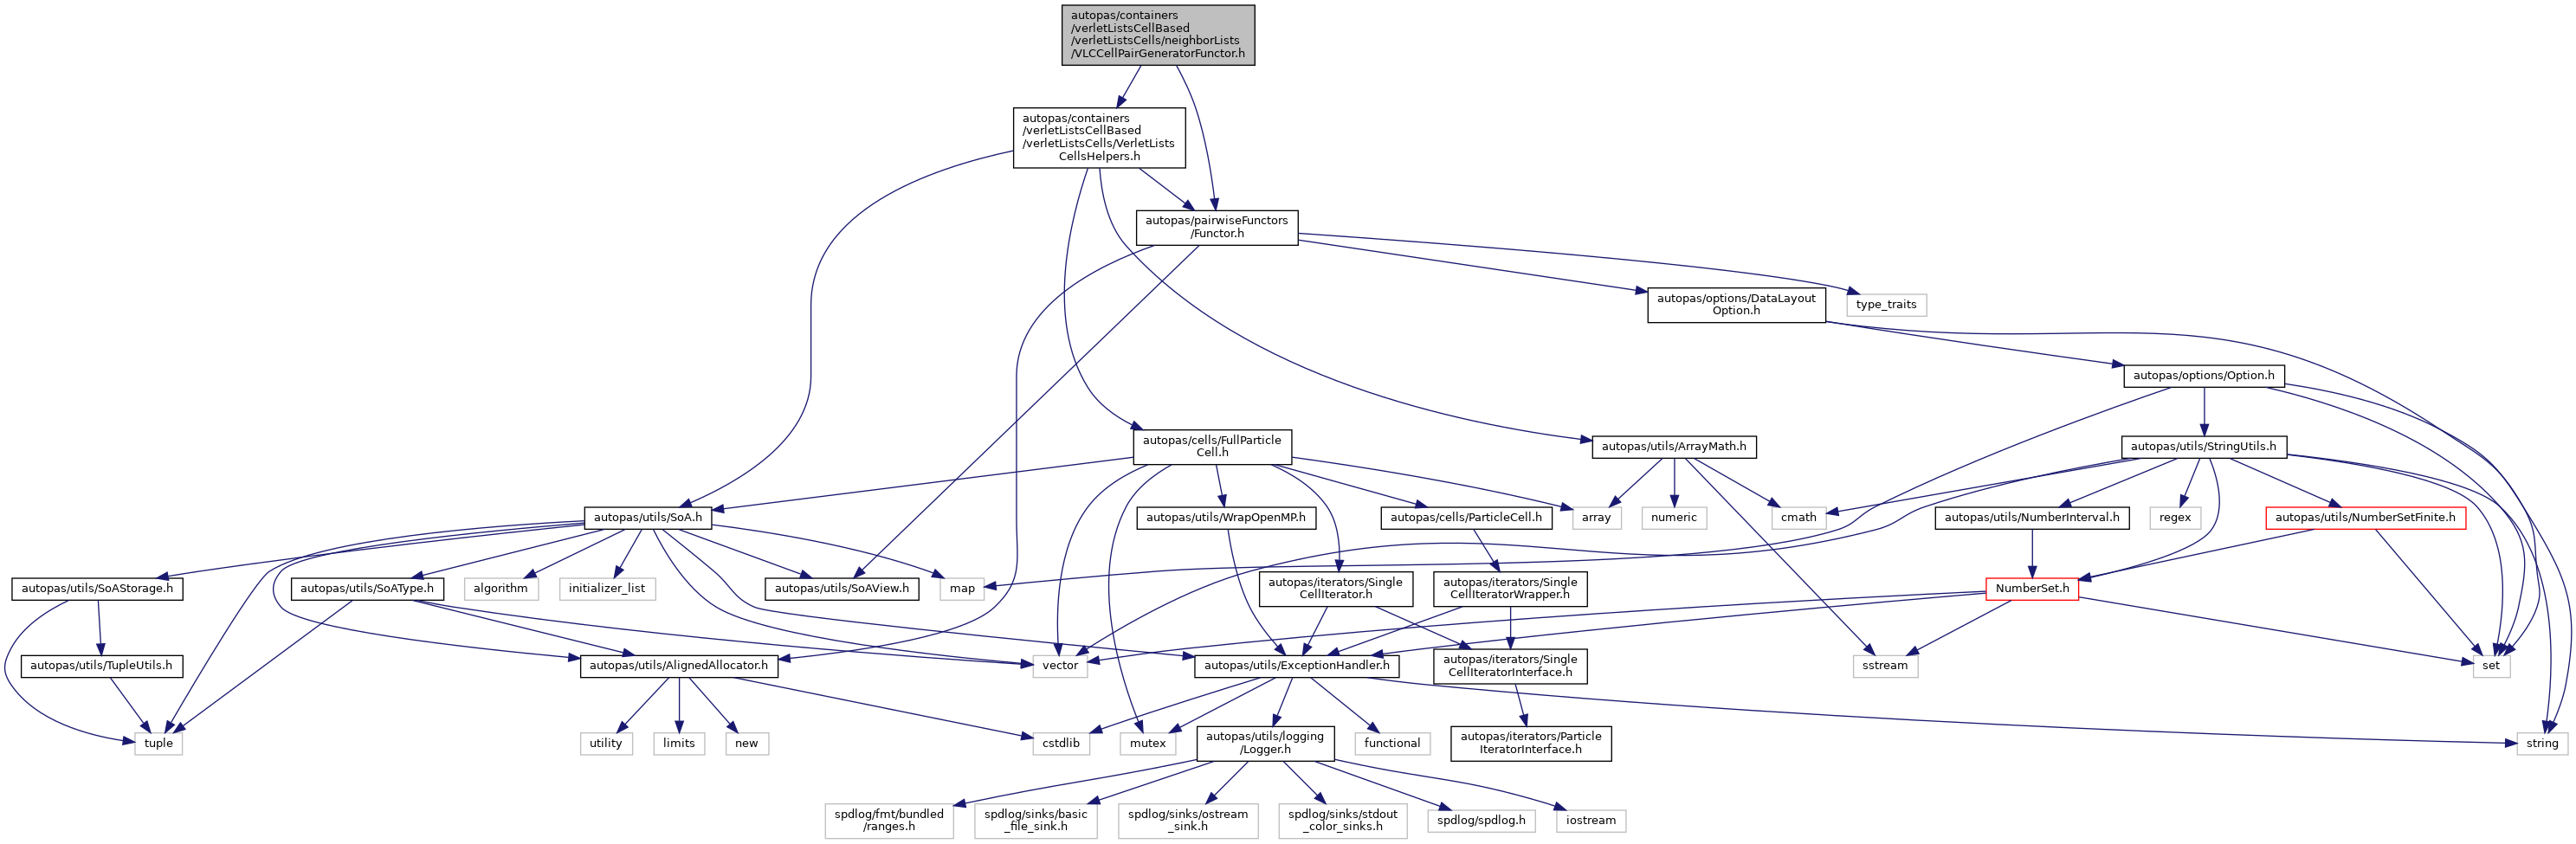 autopas/containers
/verletListsCellBased
/verletListsCells/neighborLists
/VLCCellPairGeneratorFunctor.h
autopas/containers
/verletListsCellBased
/verletListsCells/VerletLists
CellsHelpers.h
autopas/pairwiseFunctors
/Functor.h
autopas/options/DataLayout
Option.h
type_traits
autopas/options/Option.h
autopas/cells/FullParticle
Cell.h
autopas/utils/ArrayMath.h
autopas/utils/StringUtils.h
autopas/utils/SoA.h
autopas/utils/WrapOpenMP.h
autopas/cells/ParticleCell.h
array
numeric
cmath
autopas/utils/NumberInterval.h
regex
autopas/utils/NumberSetFinite.h
autopas/utils/SoAStorage.h
autopas/utils/SoAType.h
algorithm
initializer_list
autopas/utils/SoAView.h
map
autopas/iterators/Single
CellIterator.h
autopas/iterators/Single
CellIteratorWrapper.h
NumberSet.h
autopas/utils/TupleUtils.h
autopas/utils/AlignedAllocator.h
vector
autopas/utils/ExceptionHandler.h
autopas/iterators/Single
CellIteratorInterface.h
sstream
set
tuple
utility
limits
new
cstdlib
mutex
autopas/utils/logging
/Logger.h
functional
autopas/iterators/Particle
IteratorInterface.h
string
spdlog/fmt/bundled
/ranges.h
spdlog/sinks/basic
_file_sink.h
spdlog/sinks/ostream
_sink.h
spdlog/sinks/stdout
_color_sinks.h
spdlog/spdlog.h
iostream